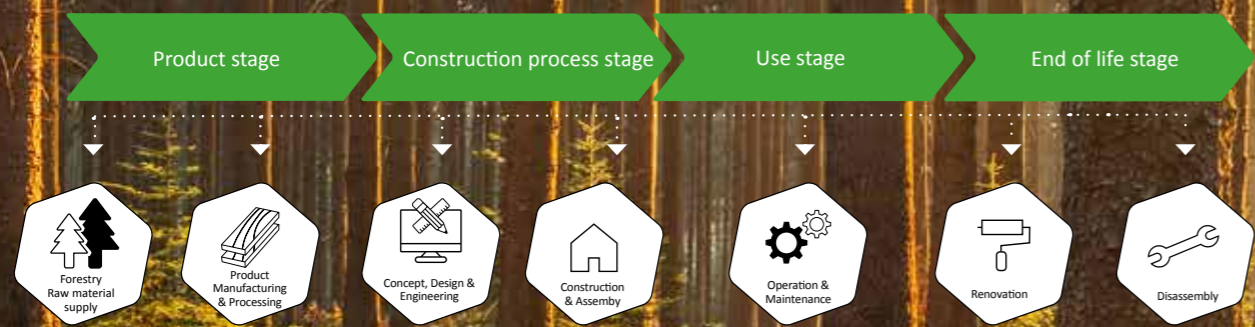 Product stage
Construction process stage
Use stage
End of life stage
Forestry
Raw material
supply
Product
Manufacturing
& Processing
Concept, Design &
Engineering
Construction
& Assemby
Operation &
Maintenance
Renovation
Disassembly